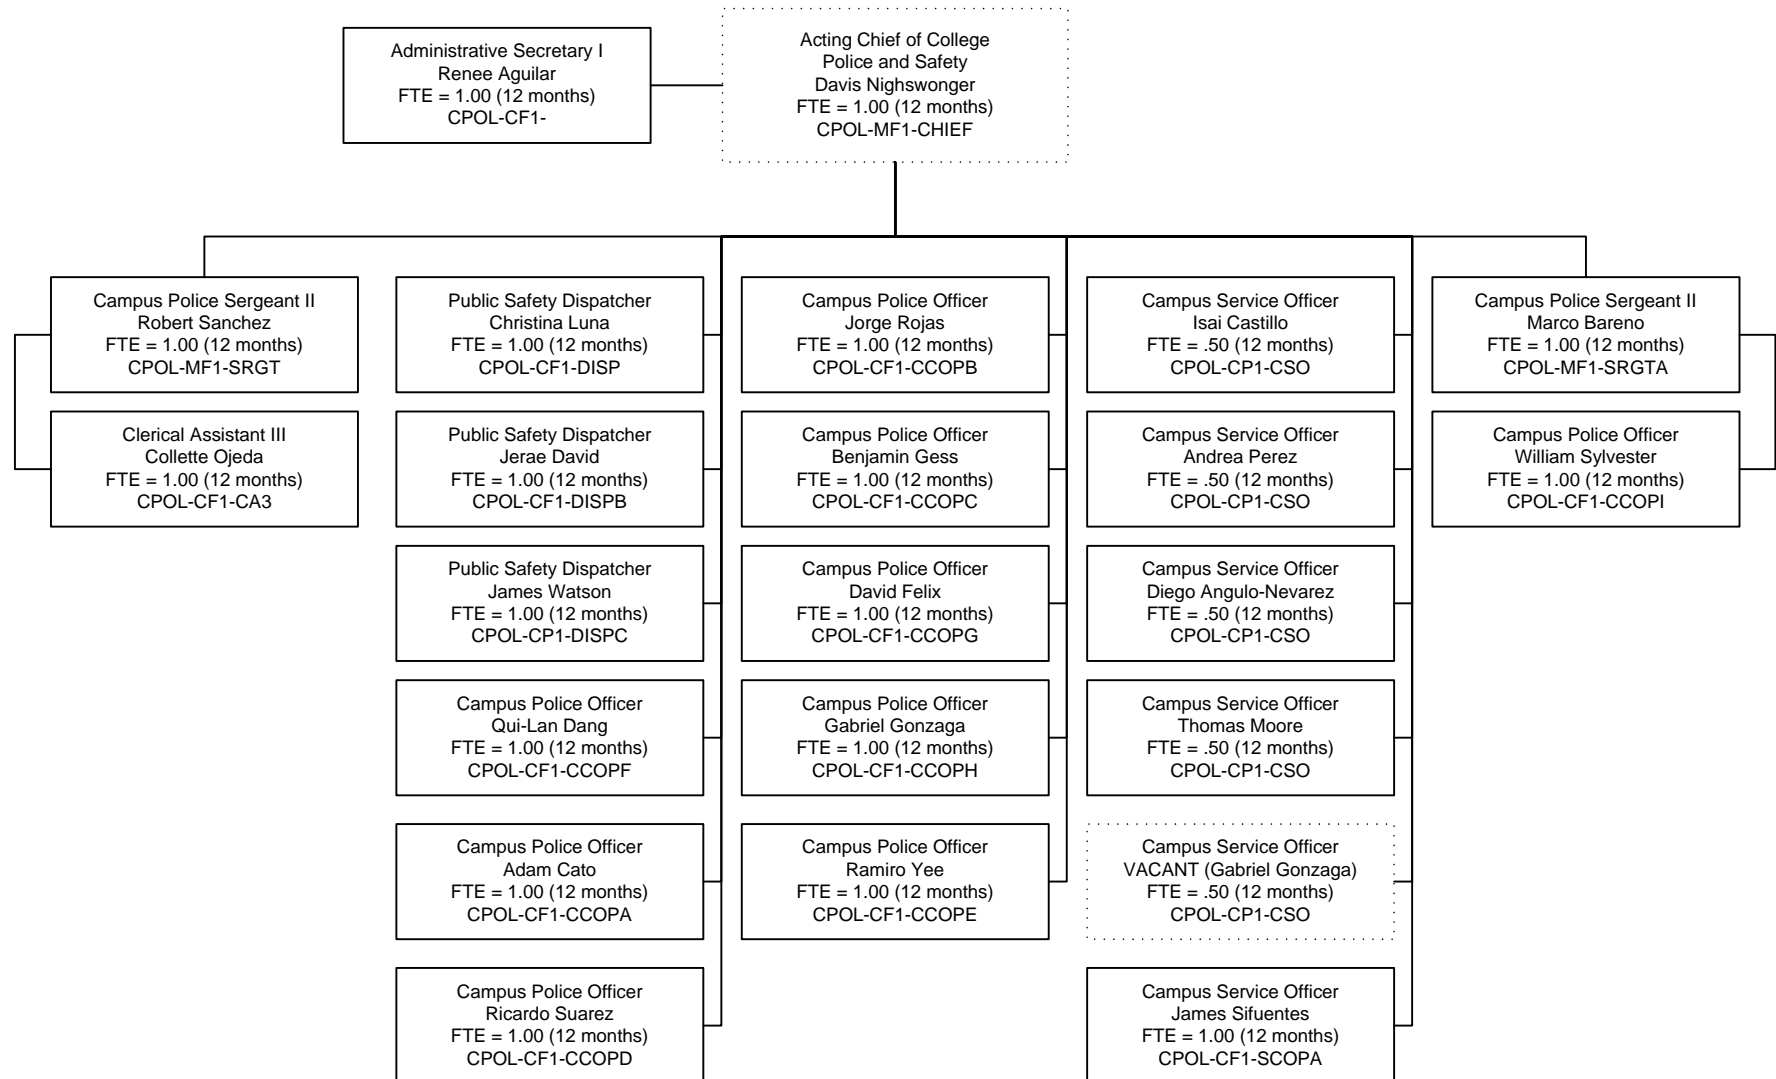 Administrative Secretary I
Renee Aguilar
FTE = 1.00 (12 months)
CPOL-CF1-
Acting Chief of College
Police and Safety
Davis Nighswonger
FTE = 1.00 (12 months)
CPOL-MF1-CHIEF
Campus Police Sergeant II
Robert Sanchez
FTE = 1.00 (12 months)
CPOL-MF1-SRGT
Clerical Assistant III
Collette Ojeda
FTE = 1.00 (12 months)
CPOL-CF1-CA3
Public Safety Dispatcher
Christina Luna
FTE = 1.00 (12 months)
CPOL-CF1-DISP
Public Safety Dispatcher
Jerae David
FTE = 1.00 (12 months)
CPOL-CF1-DISPB
Public Safety Dispatcher
James Watson
FTE = 1.00 (12 months)
CPOL-CP1-DISPC
Campus Police Officer
Qui-Lan Dang
FTE = 1.00 (12 months)
CPOL-CF1-CCOPF
Campus Police Officer
Adam Cato
FTE = 1.00 (12 months)
CPOL-CF1-CCOPA
Campus Police Officer
Ricardo Suarez
FTE = 1.00 (12 months)
CPOL-CF1-CCOPD
Campus Police Officer
Jorge Rojas
FTE = 1.00 (12 months)
CPOL-CF1-CCOPB
Campus Police Officer
Benjamin Gess
FTE = 1.00 (12 months)
CPOL-CF1-CCOPC
Campus Police Officer
David Felix
FTE = 1.00 (12 months)
CPOL-CF1-CCOPG
Campus Police Officer
Gabriel Gonzaga
FTE = 1.00 (12 months)
CPOL-CF1-CCOPH
Campus Police Officer
Ramiro Yee
FTE = 1.00 (12 months)
CPOL-CF1-CCOPE
Campus Service Officer
Isai Castillo
FTE = .50 (12 months)
CPOL-CP1-CSO
Campus Service Officer
Andrea Perez
FTE = .50 (12 months)
CPOL-CP1-CSO
Campus Service Officer
Diego Angulo-Nevarez
FTE = .50 (12 months)
CPOL-CP1-CSO
Campus Service Officer
Thomas Moore
FTE = .50 (12 months)
CPOL-CP1-CSO
Campus Service Officer
VACANT (Gabriel Gonzaga)
FTE = .50 (12 months)
CPOL-CP1-CSO
Campus Service Officer
James Sifuentes
FTE = 1.00 (12 months)
CPOL-CF1-SCOPA
Campus Police Sergeant II
Marco Bareno
FTE = 1.00 (12 months)
CPOL-MF1-SRGTA
Campus Police Officer
William Sylvester
FTE = 1.00 (12 months)
CPOL-CF1-CCOPI